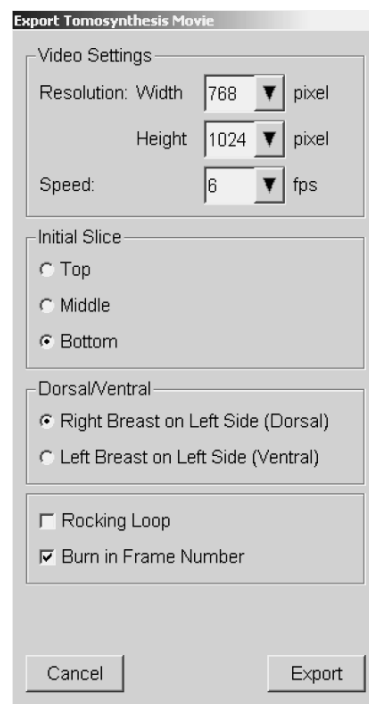 Export Tomosynthesis Movie
Video Settings
Resolution: Width 768 pixel
Height 1024 pixel
Speed: 6 fps
Initial Slice
Top
Middle
Bottom
Dorsal/Ventral
Right Breast on Left Side (Dorsal)
Left Breast on Left Side (Ventral)
Rocking Loop
Burn in Frame Number
Cancel Export